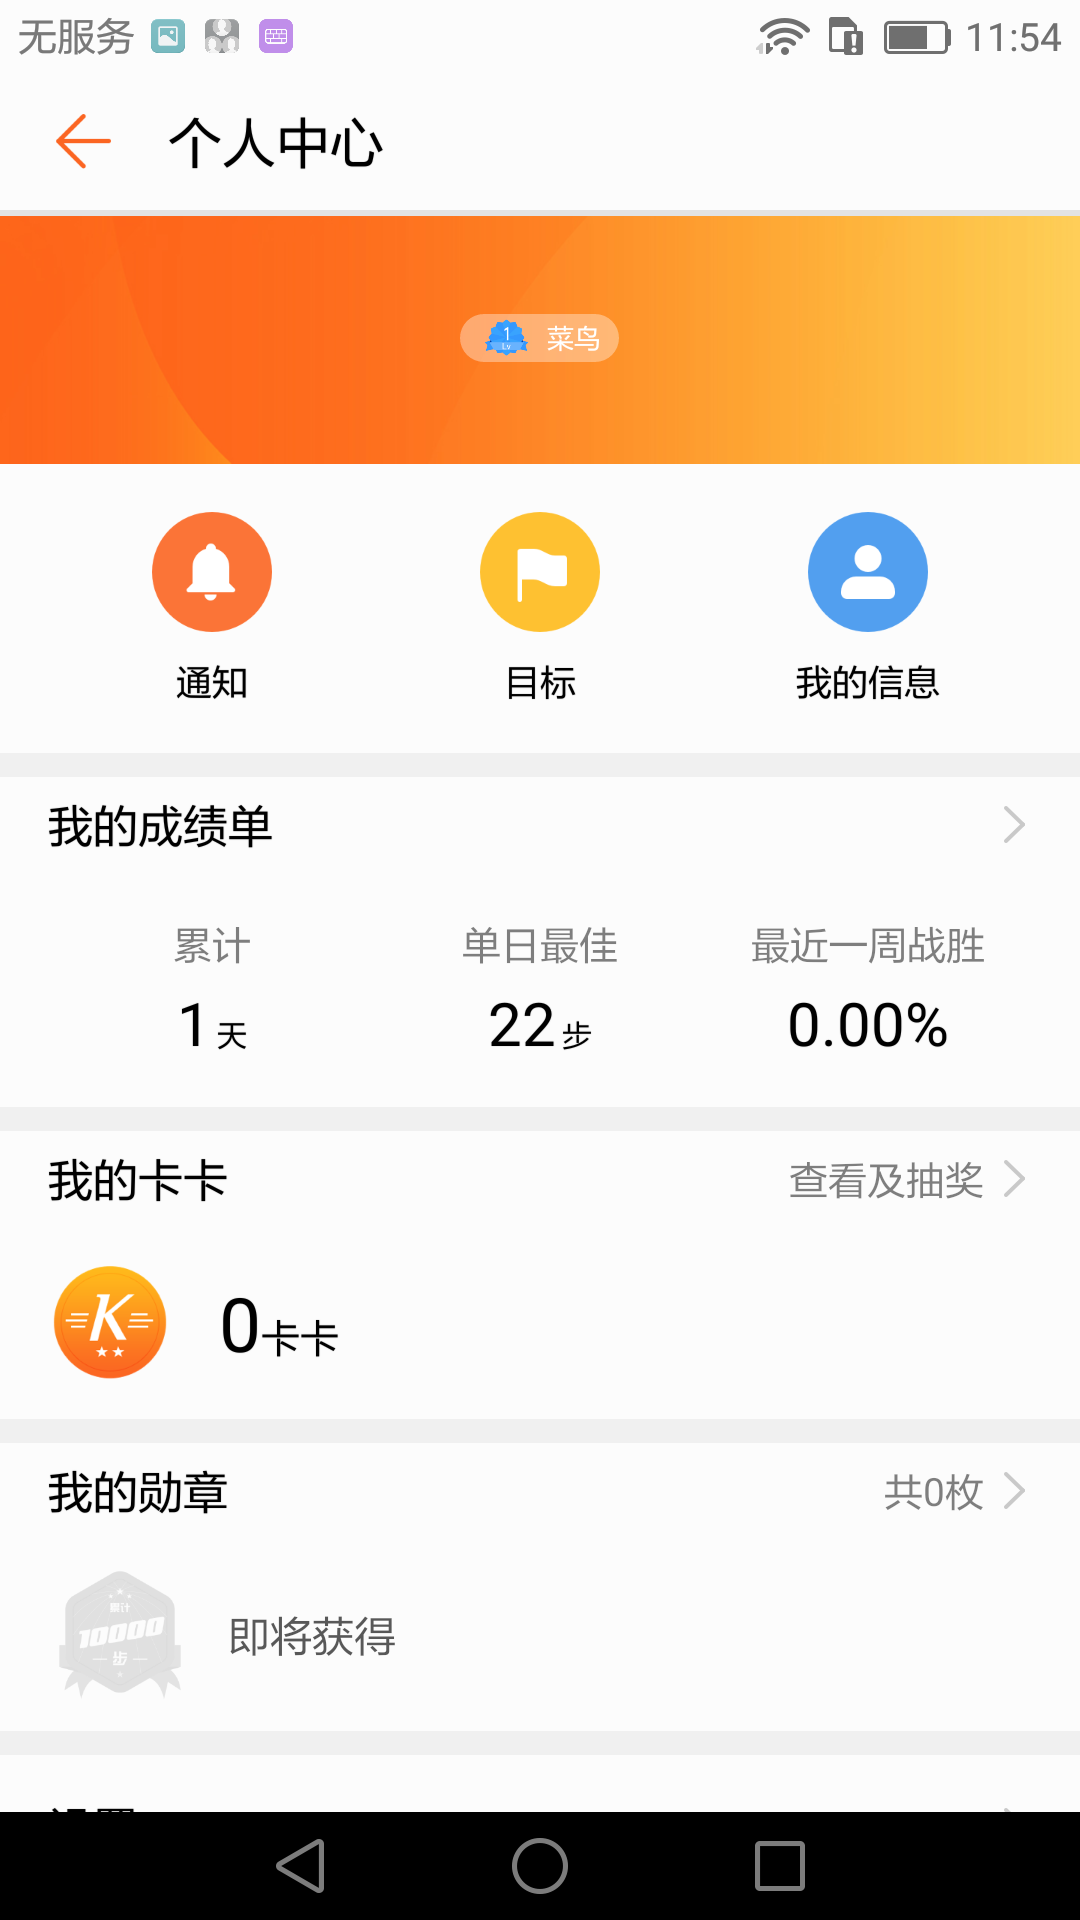 无服务 11:54
个人中心
1
Lv
菜鸟
通知 目标 我的信息
我的成绩单
累计 单日最佳 最近一周战胜
1天 22步 0.00%
我的卡卡 查看及抽奖
K
0卡卡
我的勋章 共0枚
累计
10000
步
即将获得